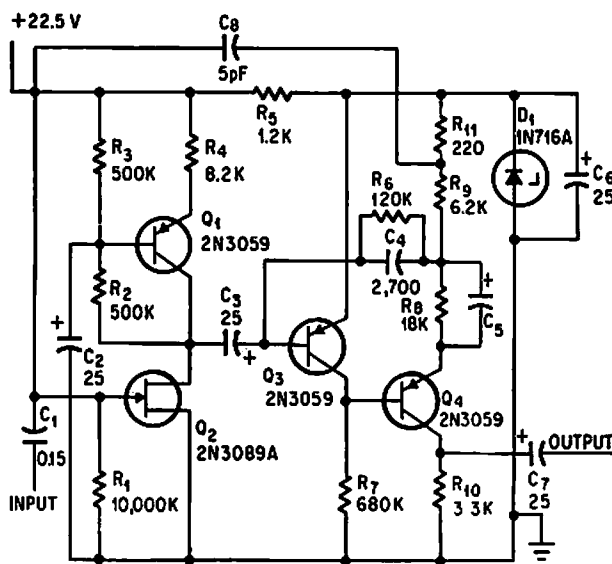 +22.5 V
C8
5pF
R5
1.2K
R3
500K
R4
8.2K
R11
220
D1
1N716A
R6
120K
R9
6.2K
C6
25
Q1
2N3059
C4
2,700
R2
500K
C3
25
R8
18K
C5
C2
25
Q3
2N3059
Q4
2N3059
C1
0.15
Q2
2N3089A
OUTPUT
C7
25
INPUT
R1
10,000K
R7
680K
R10
3 3K
+
+
+
+
+